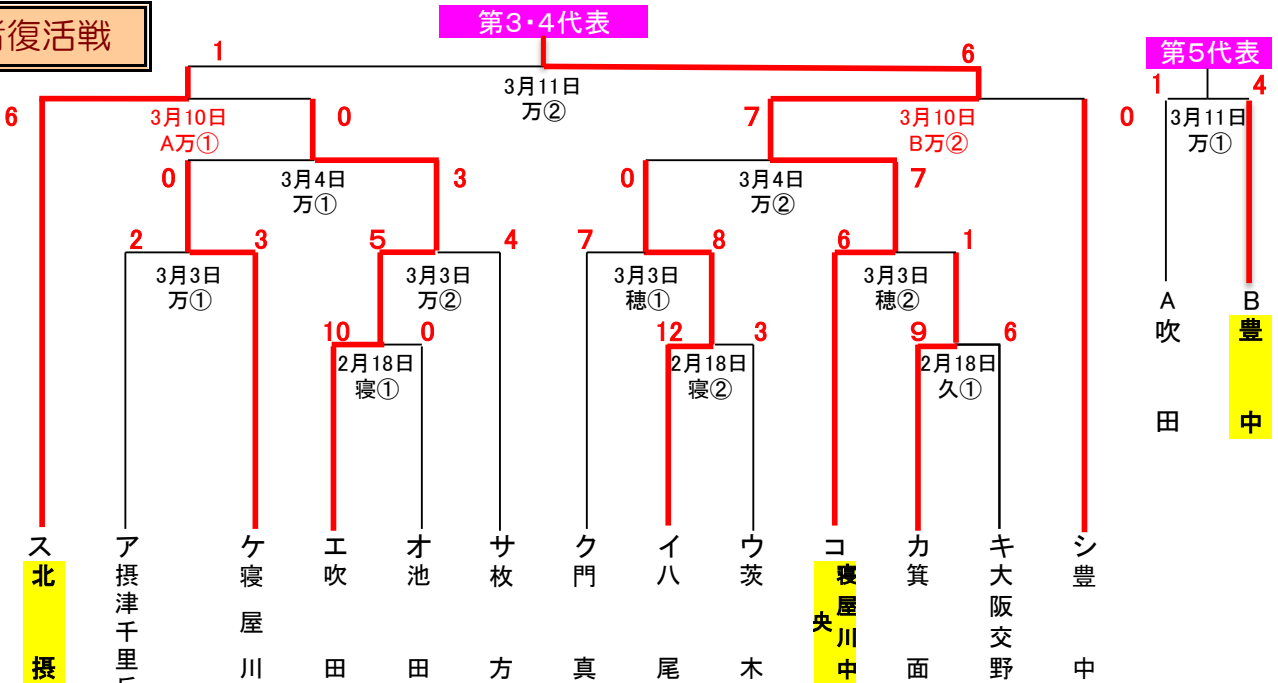 者復活戦
第3・4代表
第5代表
1
6
3月11日
万②
1
4
3月11日
万①
6
3月10日
A万①
0
7
3月10日
B万②
0
0
3月4日
万①
3
0
3月4日
万②
7
2
3
3月3日
万①
5
4
3月3日
万②
7
8
3月3日
穂①
6
1
3月3日
穂②
10
0
2月18日
寝①
12
3
2月18日
寝②
9
6
2月18日
久①
A
吹田
B
豊中
ス
北摂
ア
摂津千里丘
ケ
寝屋川
エ
吹田
オ
池田
サ
枚方
ク
門真
イ
八尾
ウ
茨木
コ
寝屋川中央
カ
箕面
キ
大阪交野
シ
豊中